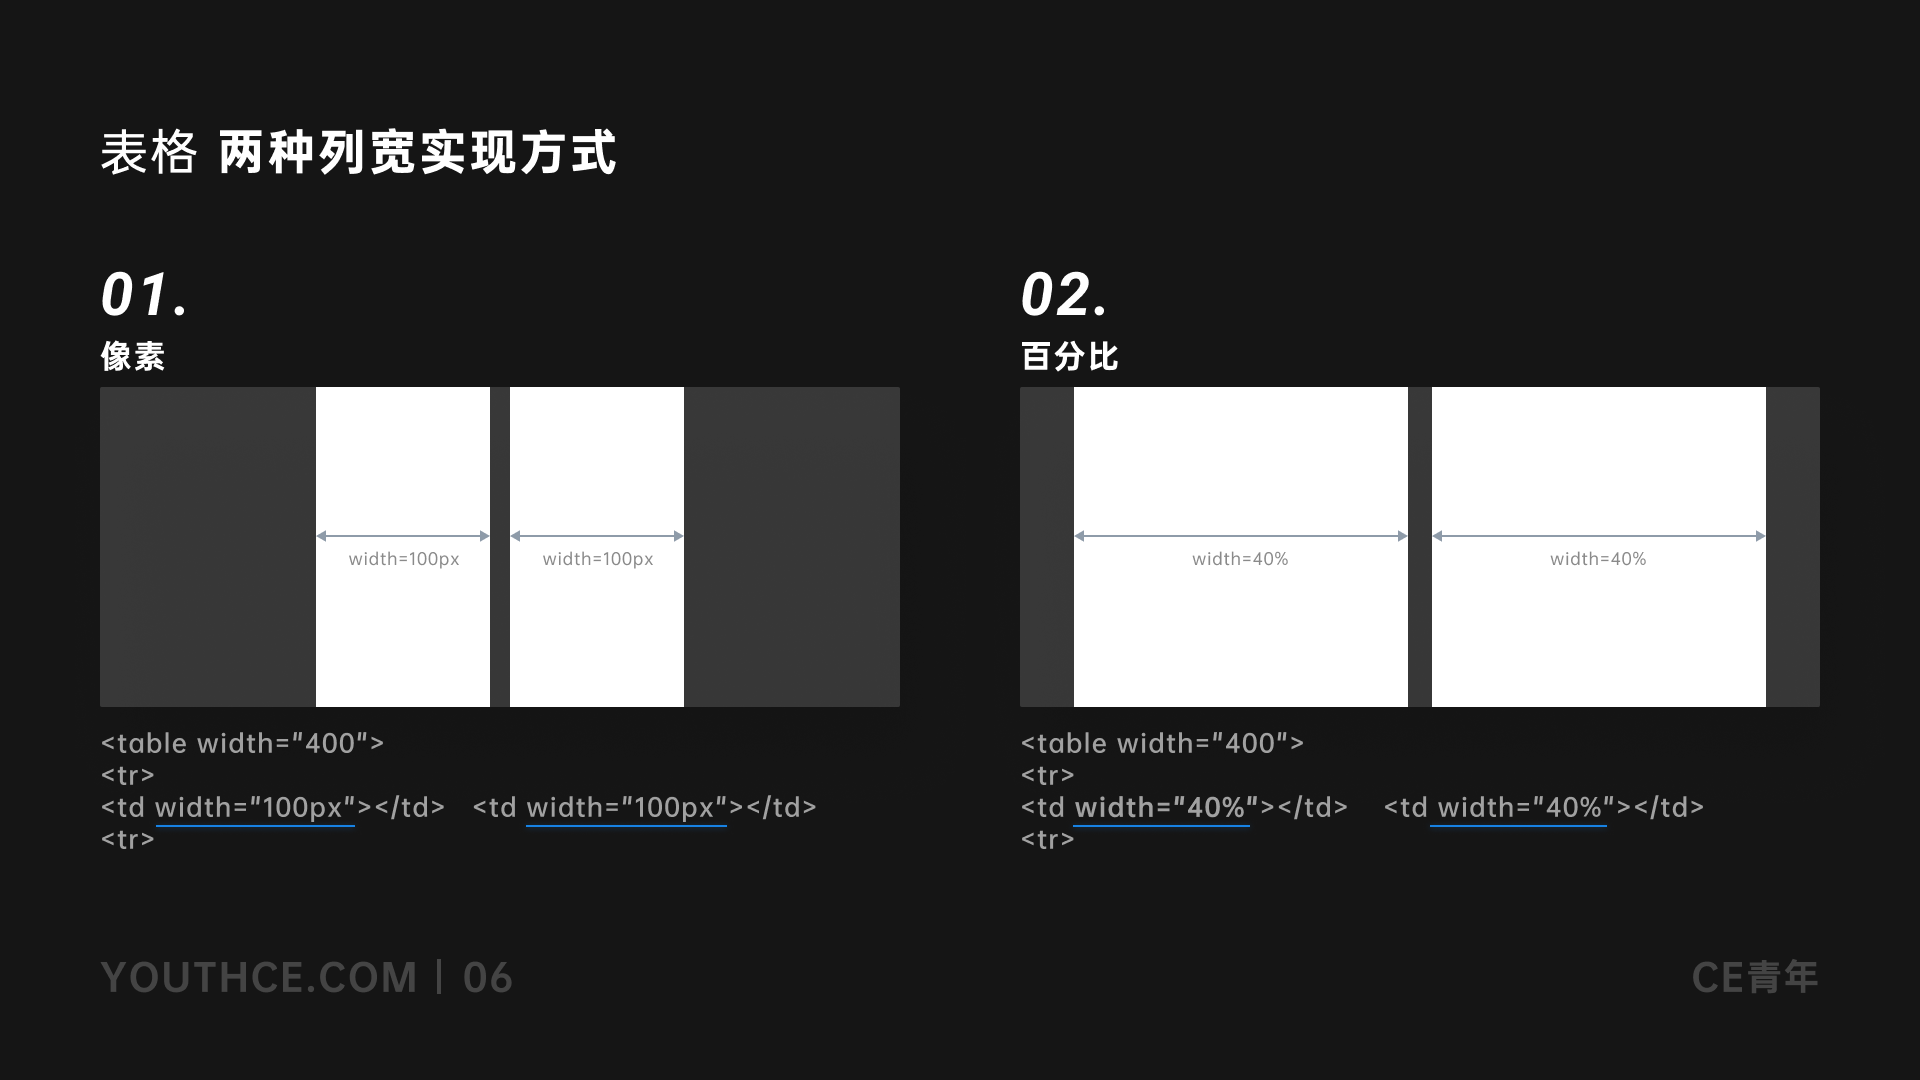 表格 两种列宽实现方式
01.
像素
width=100px
width=100px
<table width="400">
<tr>
<td width="100px"></td> <td width="100px"></td>
<tr>
02.
百分比
width=40%
width=40%
<table width="400">
<tr>
<td width="40%"></td> <td width="40%"></td>
<tr>
YOUTHCE.COM | 06
CE青年